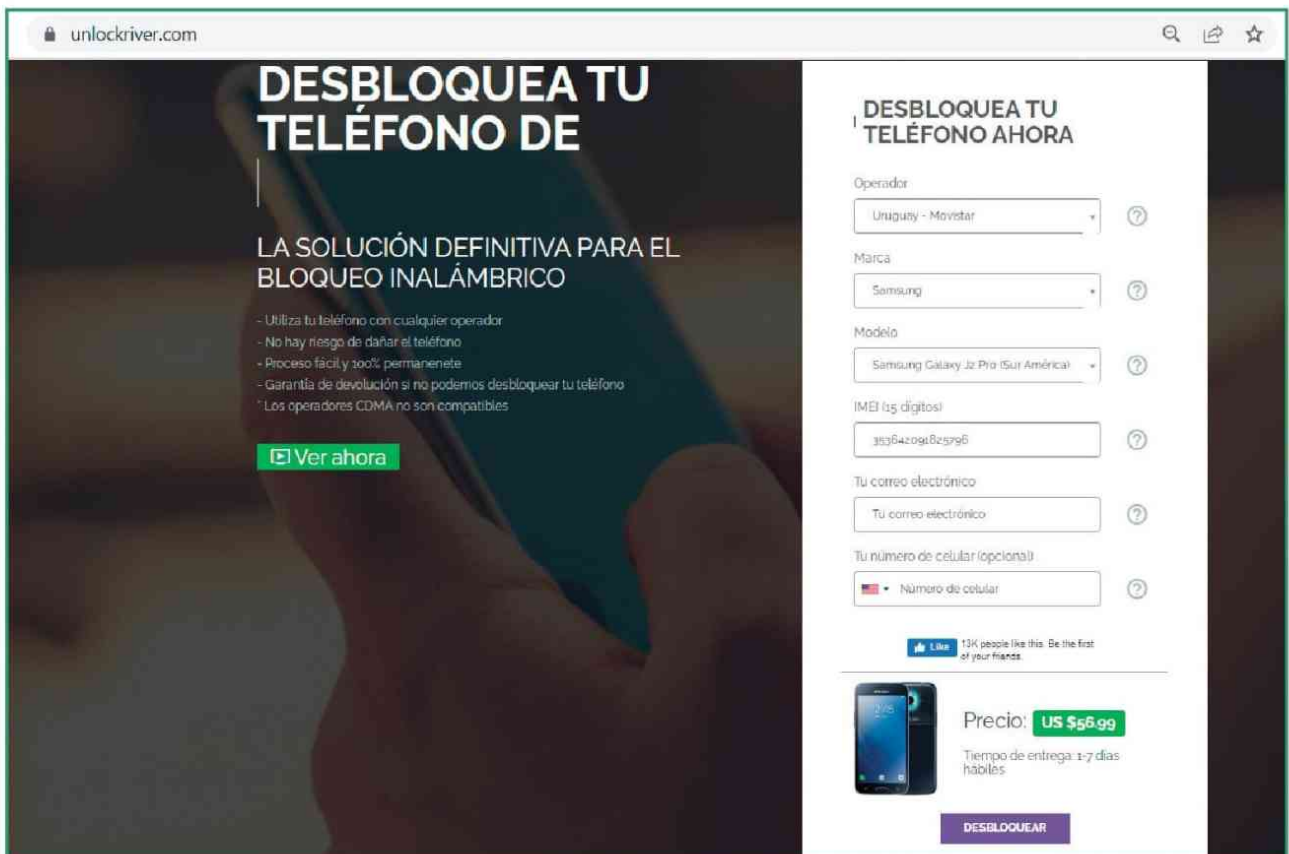 unlockriver.com
DESBLOQUEA TU
TELÉFONO DE
LA SOLUCIÓN DEFINITIVA PARA EL
BLOQUEO INALÁMBRICO
- Utiliza tu teléfono con cualquier operador
- No hay riesgo de dañar el teléfono
- Proceso fácil y 100% permanenete
- Garantía de devolución si no podemos desbloquear tu teléfono
* Los operadores CDMA no son compatibles
Ver ahora
DESBLOQUEA TU
TELÉFONO AHORA
Operador
Uruguny - Movistar
Marca
Samsung
Modelo
Samsung Galaxy J2 Pro (Sur América)
IMEI (15 dígitos)
353642091825796
Tu correo electrónico
Tu correo electrónico
Tu número de celular (opcional)
Número de celular
Like
13K people like this. Be the first
of your friends.
Precio: US $56.99
Tiempo de entrega: 1-7 días
hábiles
DESBLOQUEAR